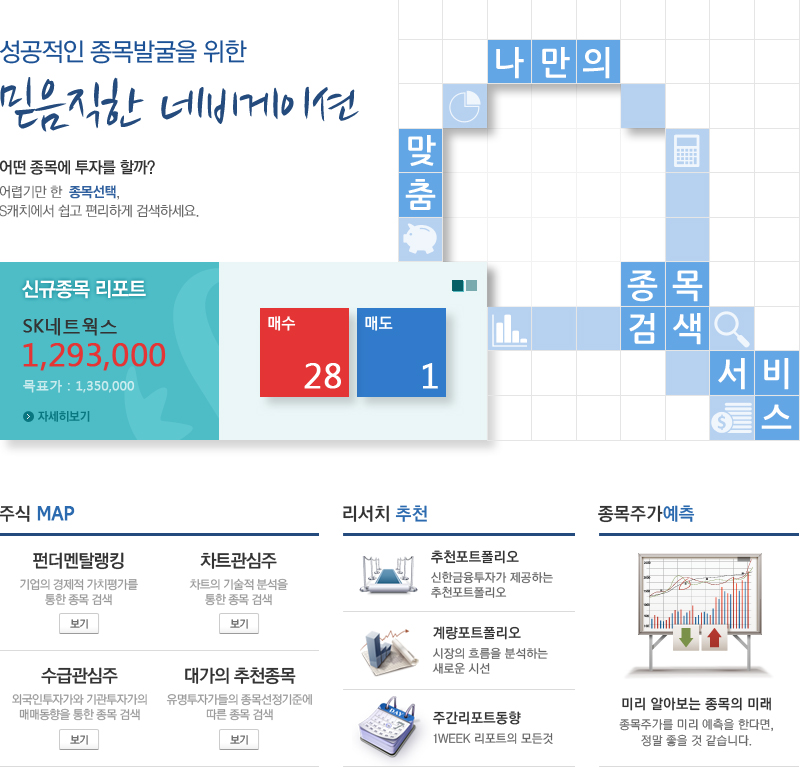 성공적인 종목발굴을 위한
믿음직한 네비게이션
어떤 종목에 투자를 할까?
어렵기만 한 종목선택,
S캐치에서 쉽고 편리하게 검색하세요.
나만의
맞
춤
종목
검색
서비
스
신규종목 리포트
SK네트웍스
1,293,000
목표가 : 1,350,000
자세히보기
매수
28
매도
1
주식 MAP
펀더멘탈랭킹
기업의 경제적 가치평가를
통한 종목 검색
보기
차트관심주
차트의 기술적 분석을
통한 종목 검색
보기
수급관심주
외국인투자가와 기관투자가의
매매동향을 통한 종목 검색
보기
대가의 추천종목
유명투자가들의 종목선정기준에
따른 종목 검색
보기
리서치 추천
추천포트폴리오
신한금융투자가 제공하는
추천포트폴리오
계량포트폴리오
시장의 흐름을 분석하는
새로운 시선
주간리포트동향
1WEEK 리포트의 모든것
종목주가예측
미리 알아보는 종목의 미래
종목주가를 미리 예측을 한다면,
정말 좋을 것 같습니다.